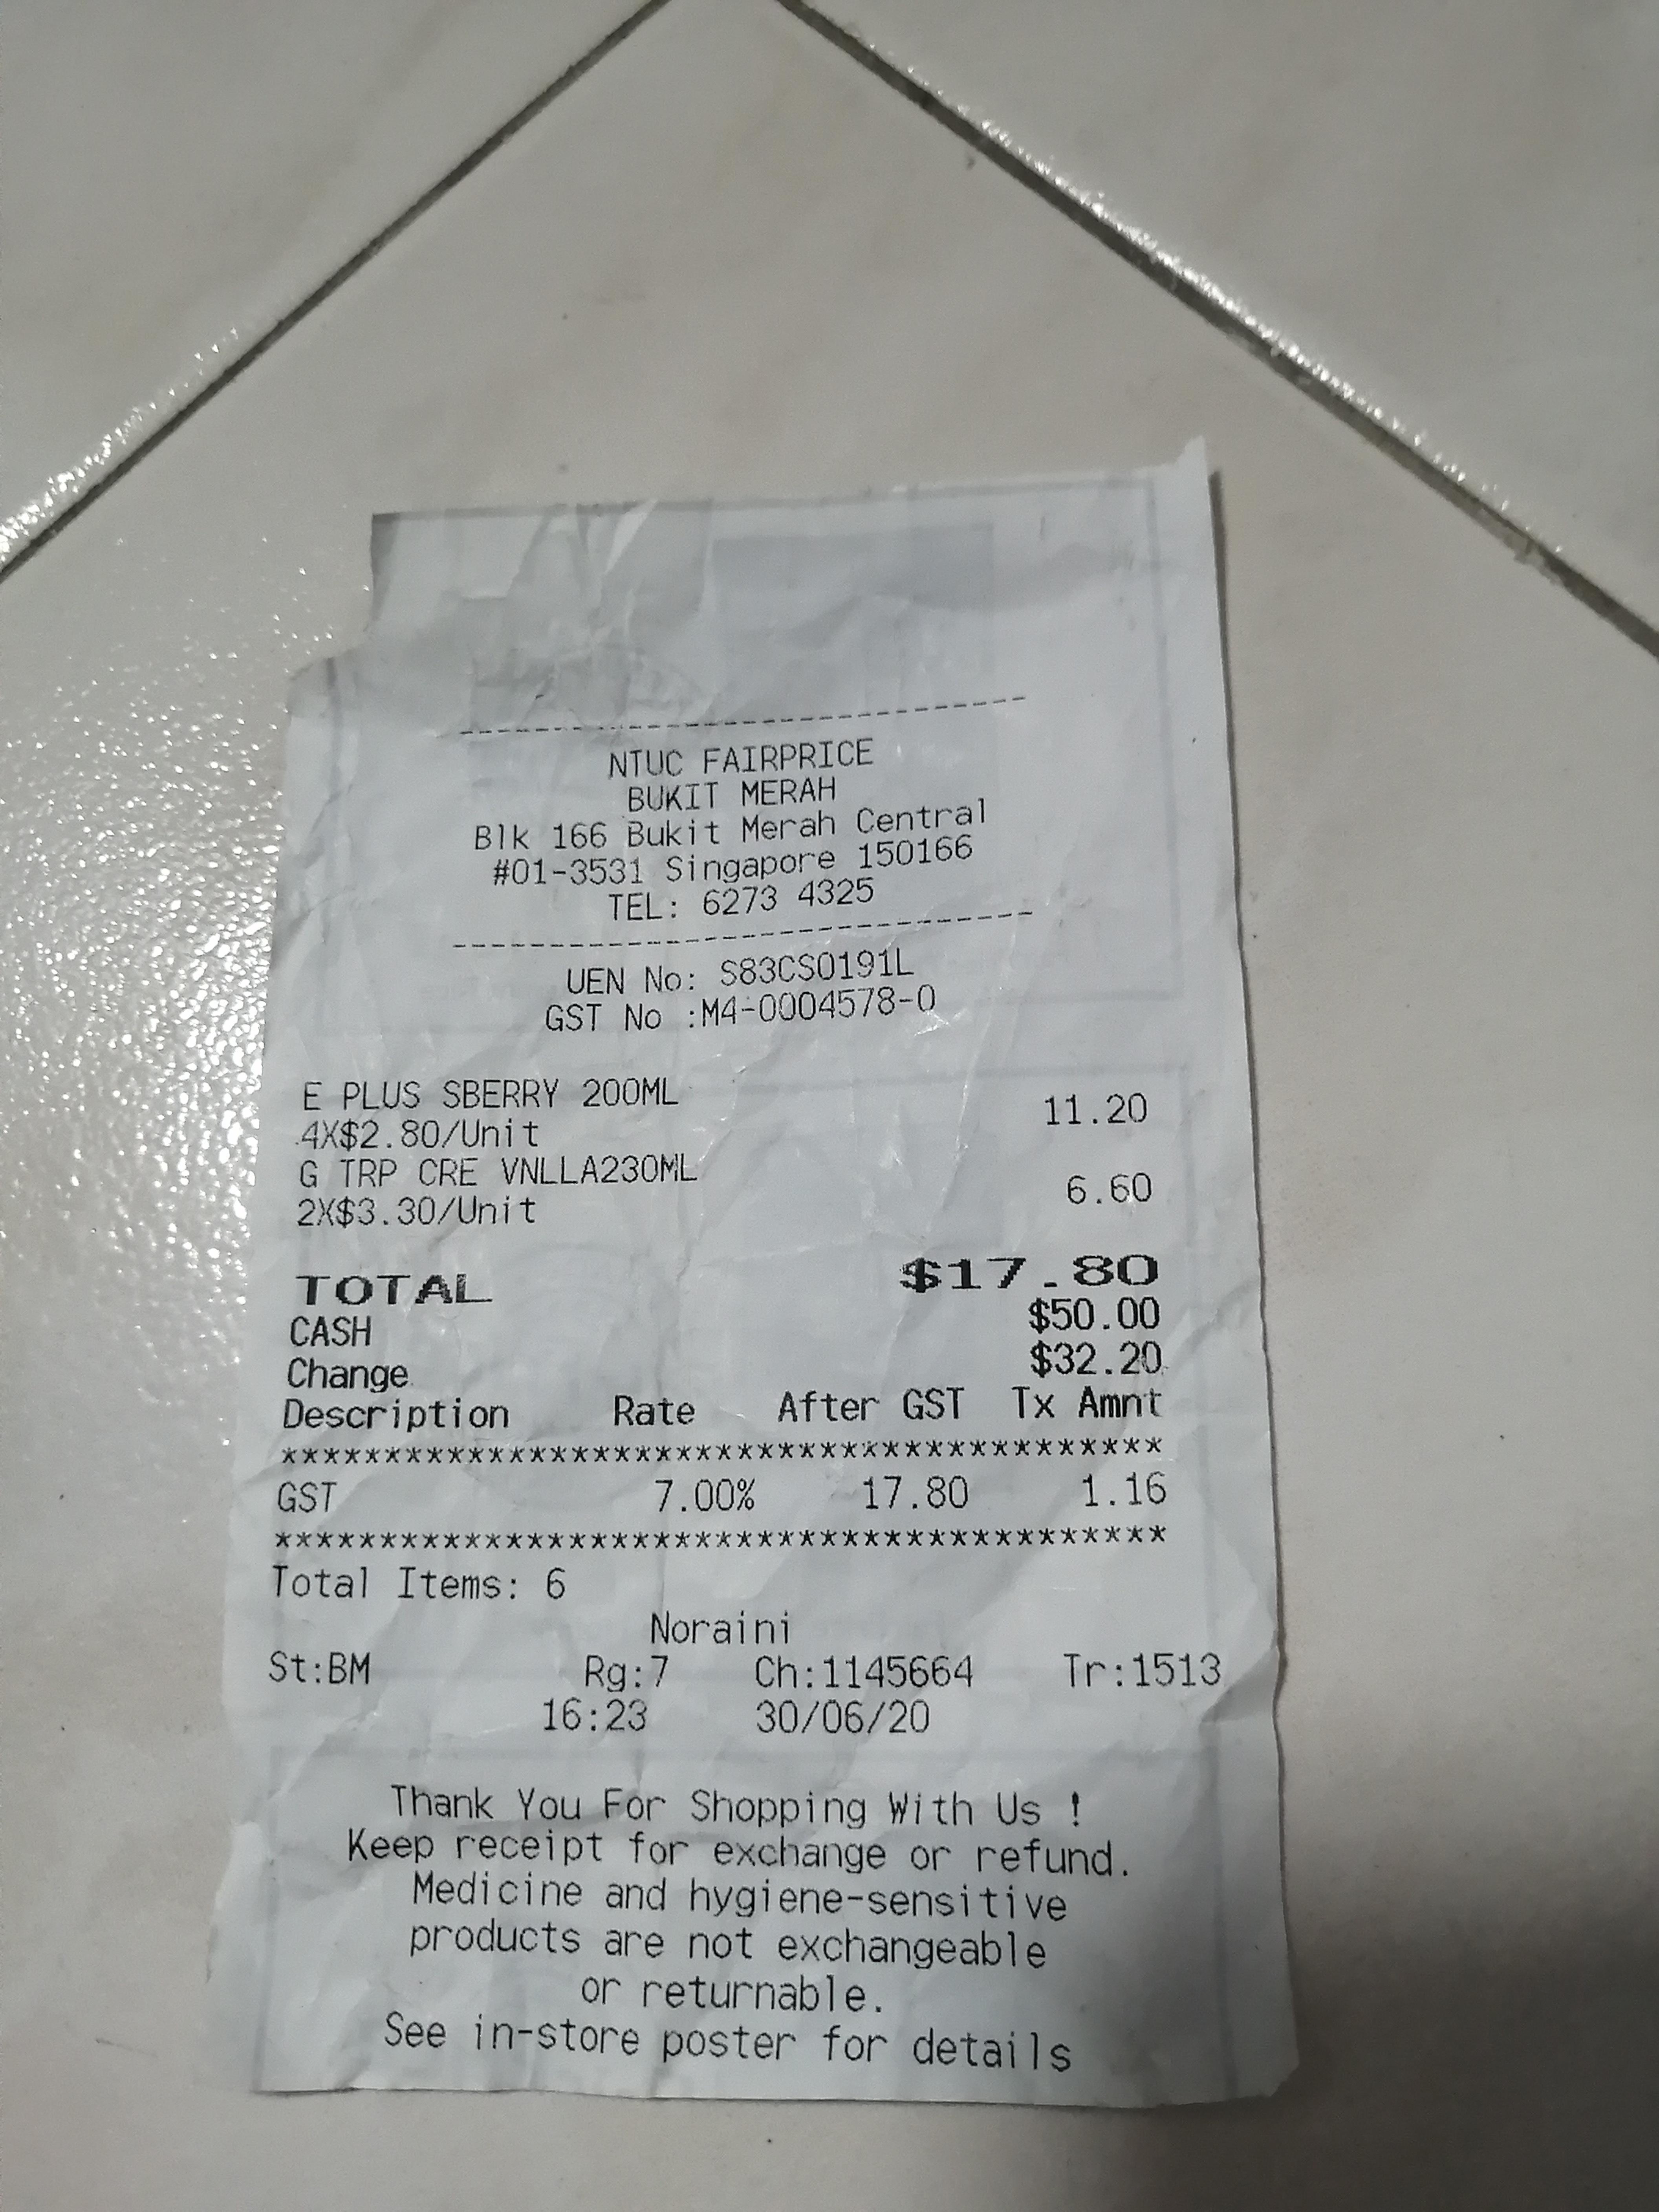 NTUC FAIRPRICE
BUKIT MERAH
Blk 166 Bukit Merah Central
#01-3531 Singapore 150166
TEL: 6273 4325
UEN No: S83CS0191L
GST No :M4-0004578-0
E PLUS SBERRY 200ML
4X$2.80/Unit 11.20
G TRP CRE VNLLA230ML
2X$3.30/Unit 6.60
TOTAL $17.80
CASH $50.00
Change $32.20
Description Rate After GST Tx Amnt
*******************************************
GST 7.00% 17.80 1.16
*******************************************
Total Items: 6
Noraini
St:BM Rg:7 Ch:1145664 Tr:1513
16:23 30/06/20
Thank You For Shopping With Us !
Keep receipt for exchange or refund.
Medicine and hygiene-sensitive
products are not exchangeable
or returnable.
See in-store poster for details